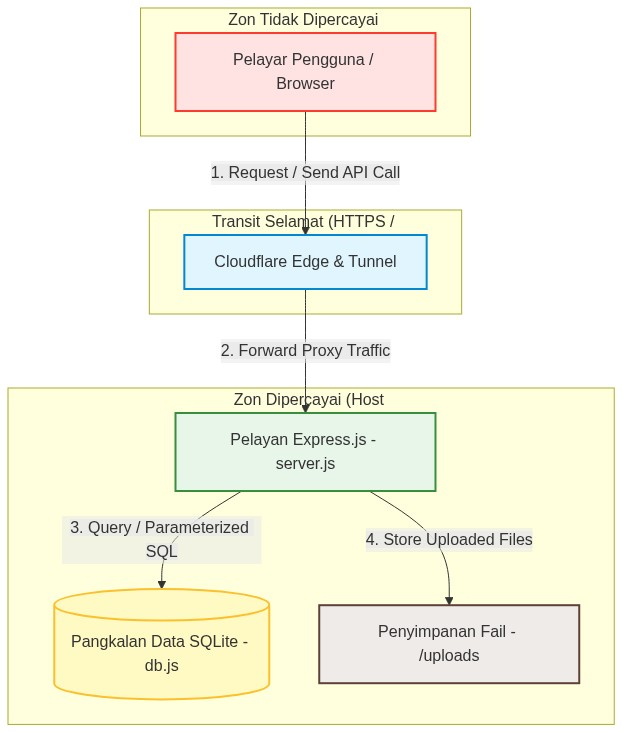 Zon Tidak Dipercayai
Pelayar Pengguna /
Browser
1. Request / Send API Call
Transit Selamat (HTTPS /
Cloudflare Edge & Tunnel
2. Forward Proxy Traffic
Zon Dipercayai (Host
Pelayan Express.js -
server.js
3. Query / Parameterized
SQL
4. Store Uploaded Files
Pangkalan Data SQLite -
db.js
Penyimpanan Fail -
/uploads